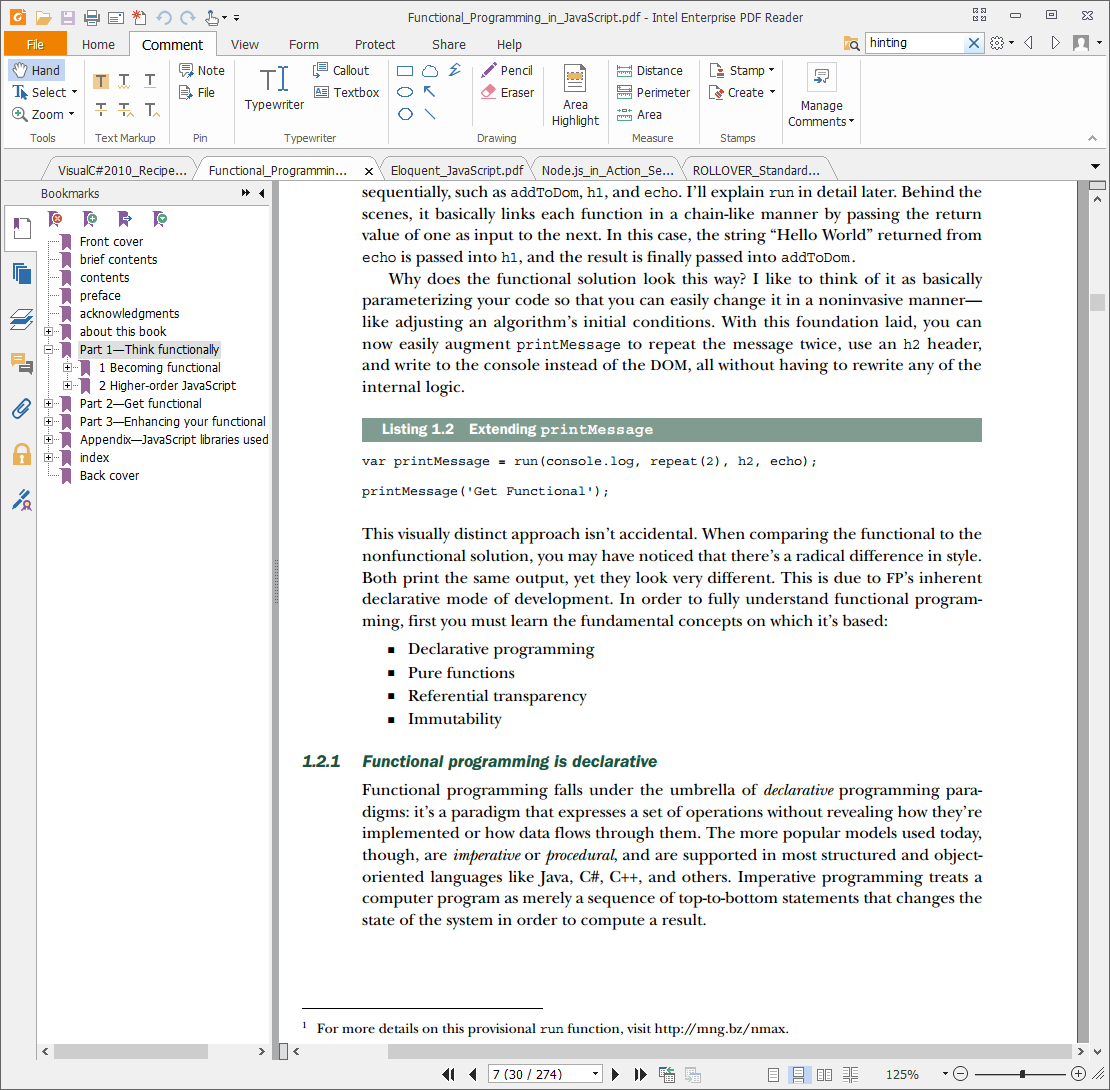 Functional_Programming_in_JavaScript.pdf - Intel Enterprise PDF Reader
File Home Comment View Form Protect Share Help hinting
Hand
Select
Zoom
Tools
Text Markup
Note
File
Pin
Typewriter
Callout
Textbox
Typewriter
Pencil
Eraser
Area
Highlight
Drawing
Distance
Perimeter
Area
Measure
Stamp
Create
Stamps
Manage
Comments
VisualC#2010_Recipe... Functional_Programmin... Eloquent_JavaScript.pdf Node.js_in_Action_Se... ROLLOVER_Standard...
Bookmarks
Front cover
brief contents
contents
preface
acknowledgments
about this book
Part 1—Think functionally
1 Becoming functional
2 Higher-order JavaScript
Part 2—Get functional
Part 3—Enhancing your functional
Appendix—JavaScript libraries used
index
Back cover
sequentially, such as addToDom, h1, and echo. I’ll explain run in detail later. Behind the
scenes, it basically links each function in a chain-like manner by passing the return
value of one as input to the next. In this case, the string “Hello World” returned from
echo is passed into h1, and the result is finally passed into addToDom.
Why does the functional solution look this way? I like to think of it as basically
parameterizing your code so that you can easily change it in a noninvasive manner—
like adjusting an algorithm’s initial conditions. With this foundation laid, you can
now easily augment printMessage to repeat the message twice, use an h2 header,
and write to the console instead of the DOM, all without having to rewrite any of the
internal logic.
Listing 1.2 Extending printMessage
var printMessage = run(console.log, repeat(2), h2, echo);
printMessage('Get Functional');
This visually distinct approach isn’t accidental. When comparing the functional to the
nonfunctional solution, you may have noticed that there’s a radical difference in style.
Both print the same output, yet they look very different. This is due to FP’s inherent
declarative mode of development. In order to fully understand functional program-
ming, first you must learn the fundamental concepts on which it’s based:
■ Declarative programming
■ Pure functions
■ Referential transparency
■ Immutability
1.2.1 Functional programming is declarative
Functional programming falls under the umbrella of declarative programming para-
digms: it’s a paradigm that expresses a set of operations without revealing how they’re
implemented or how data flows through them. The more popular models used today,
though, are imperative or procedural, and are supported in most structured and object-
oriented languages like Java, C#, C++, and others. Imperative programming treats a
computer program as merely a sequence of top-to-bottom statements that changes the
state of the system in order to compute a result.
1 For more details on this provisional run function, visit http://mng.bz/nmax.
7 (30 / 274) 125%